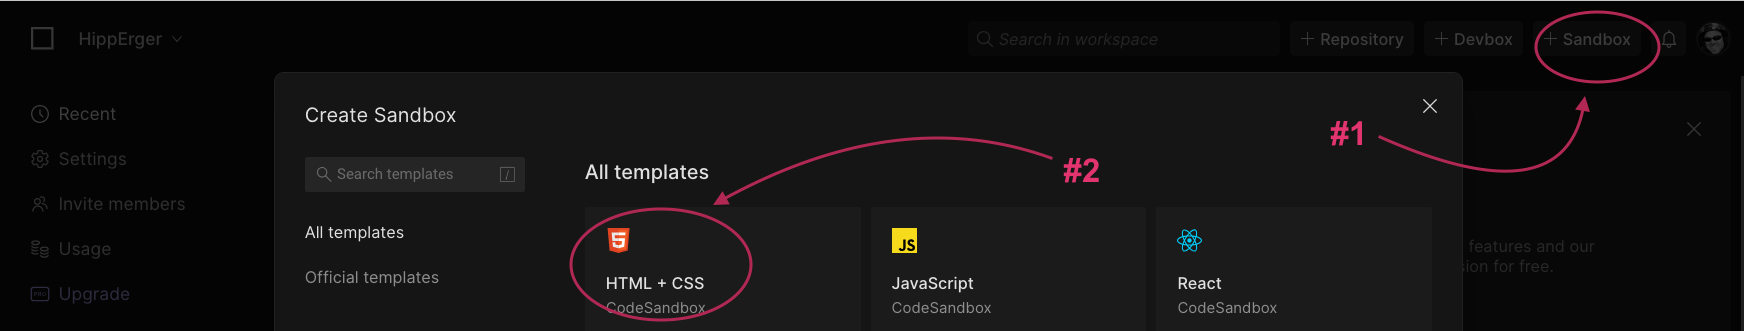 HippErger
Search in workspace
+ Repository
+ Devbox
+ Sandbox
Recent
Settings
Invite members
Usage
PRO Upgrade
Create Sandbox
Search templates /
All templates
Official templates
All templates
#2
#1
HTML + CSS
CodeSandbox
JS
JavaScript
CodeSandbox
React
CodeSandbox
features and our
sion for free.